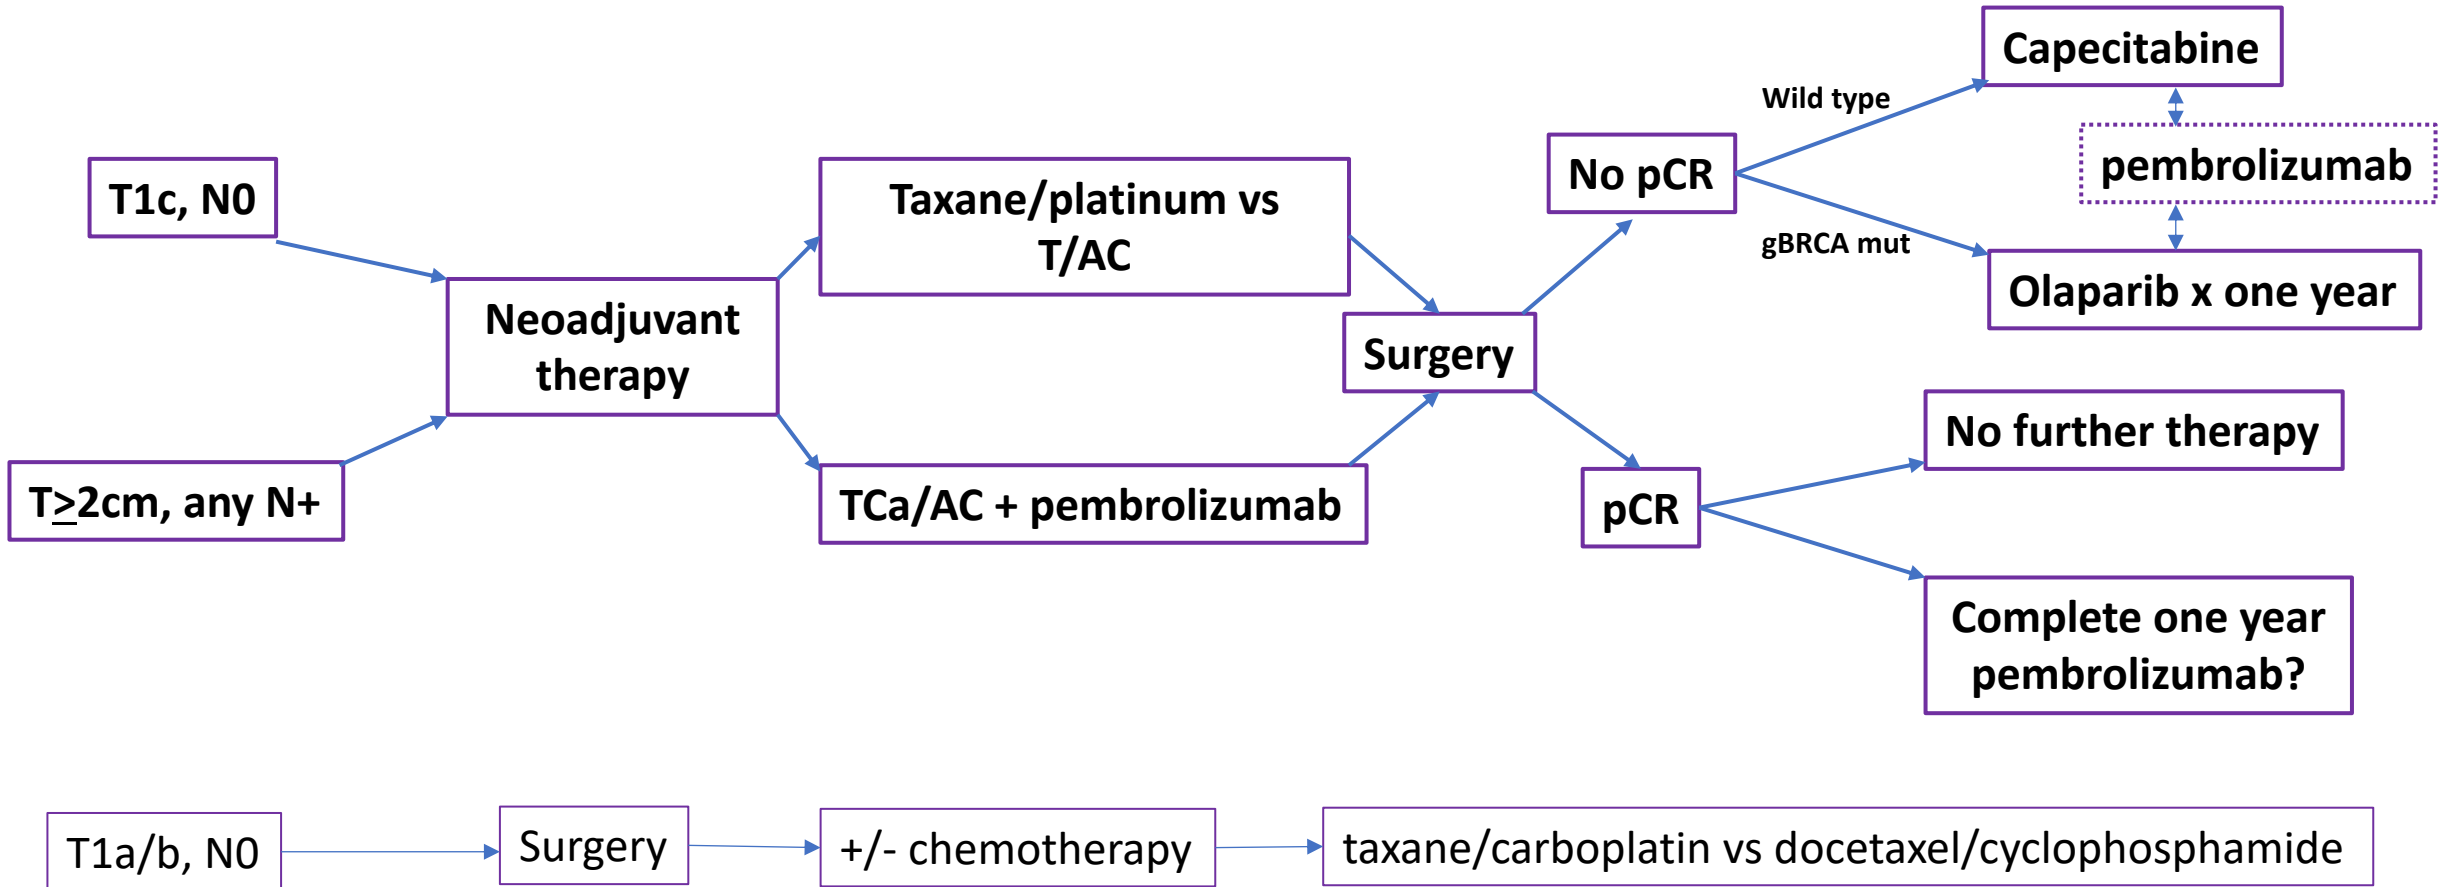 Capecitabine
Wild type
pembrolizumab
No pCR
T1c, N0
Taxane/platinum vs
T/AC
gBRCA mut
Olaparib x one year
Neoadjuvant
therapy
Surgery
No further therapy
T≥2cm, any N+
TCa/AC + pembrolizumab
pCR
Complete one year
pembrolizumab?
T1a/b, N0
Surgery
+/- chemotherapy
taxane/carboplatin vs docetaxel/cyclophosphamide